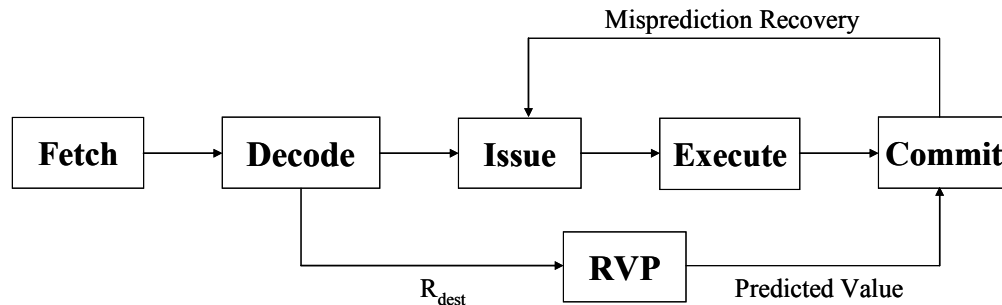 Misprediction Recovery
Fetch
Decode
Issue
Execute
Commit
RVP
R_dest
Predicted Value